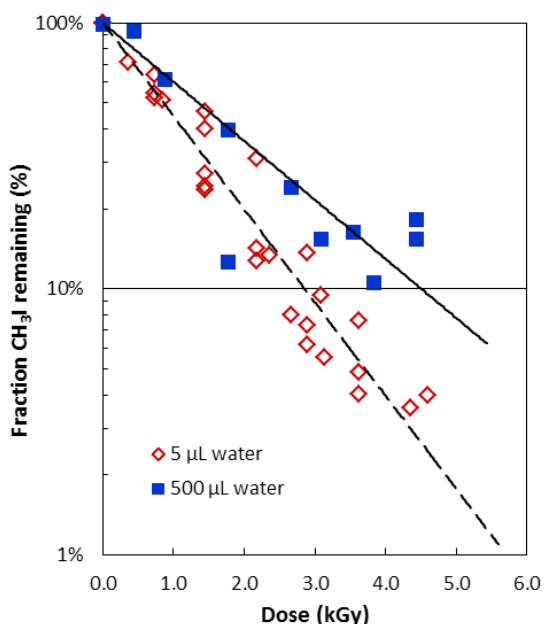 100%
10%
1%
Fraction CH₃I remaining (%)
5 µL water
500 µL water
0.0 1.0 2.0 3.0 4.0 5.0 6.0
Dose (kGy)